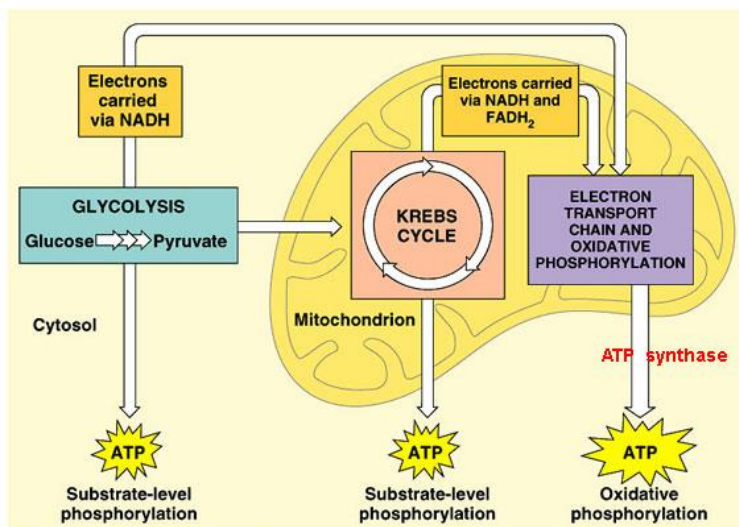 Electrons
carried
via NADH
Electrons carried
via NADH and
FADH₂
GLYCOLYSIS
Glucose Pyruvate
KREBS
CYCLE
ELECTRON
TRANSPORT
CHAIN AND
OXIDATIVE
PHOSPHORYLATION
Cytosol
Mitochondrion
ATP synthase
ATP
ATP
ATP
Substrate-level
phosphorylation
Substrate-level
phosphorylation
Oxidative
phosphorylation